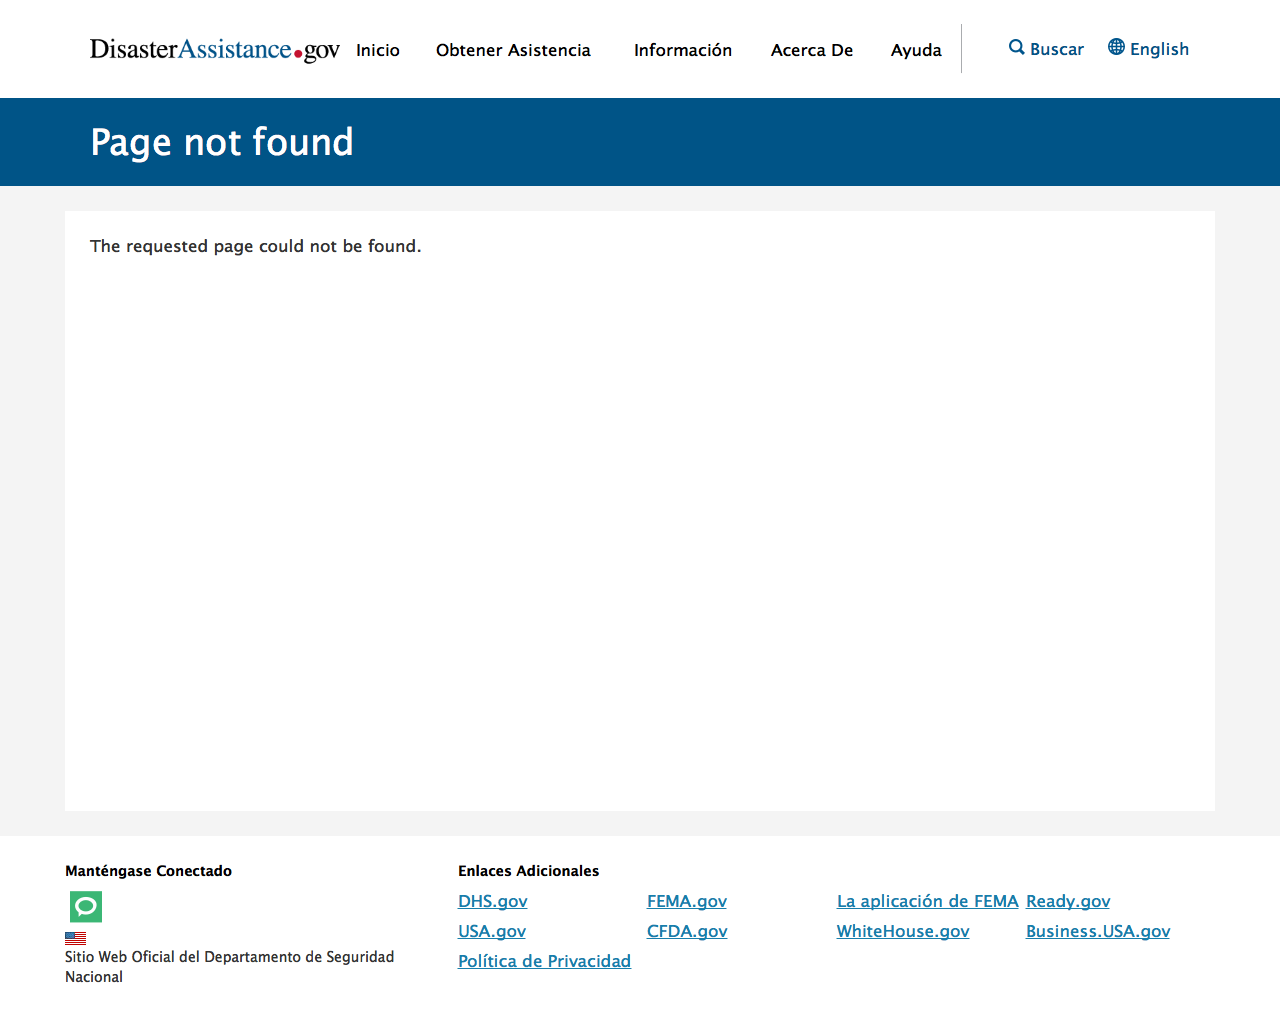 DisasterAssistance.gov Inicio Obtener Asistencia Información Acerca De Ayuda Buscar English
Page not found
The requested page could not be found.
Manténgase Conectado
Sitio Web Oficial del Departamento de Seguridad
Nacional
Enlaces Adicionales
DHS.gov FEMA.gov La aplicación de FEMA Ready.gov
USA.gov CFDA.gov WhiteHouse.gov Business.USA.gov
Política de Privacidad